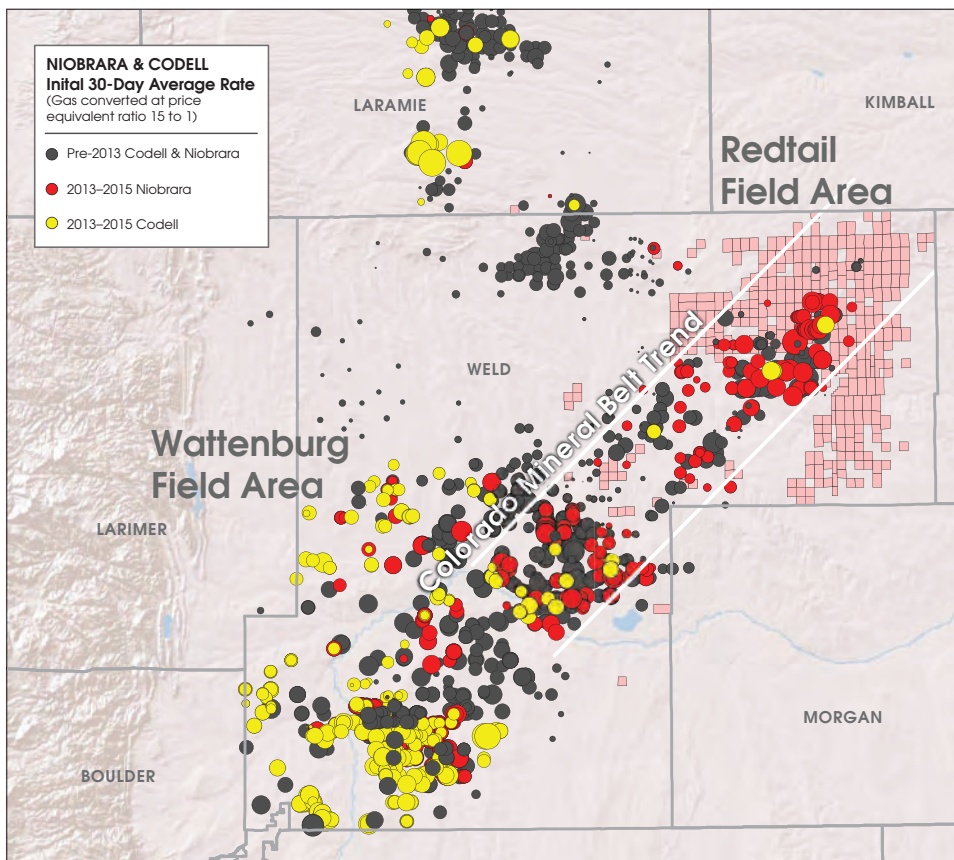 NIOBRARA & CODELL
Inital 30-Day Average Rate
(Gas converted at price
equivalent ratio 15 to 1)
Pre-2013 Codell & Niobrara
2013–2015 Niobrara
2013–2015 Codell
LARAMIE
KIMBALL
Redtail
Field Area
WELD
Colorado Mineral Belt Trend
Wattenburg
Field Area
LARIMER
MORGAN
BOULDER